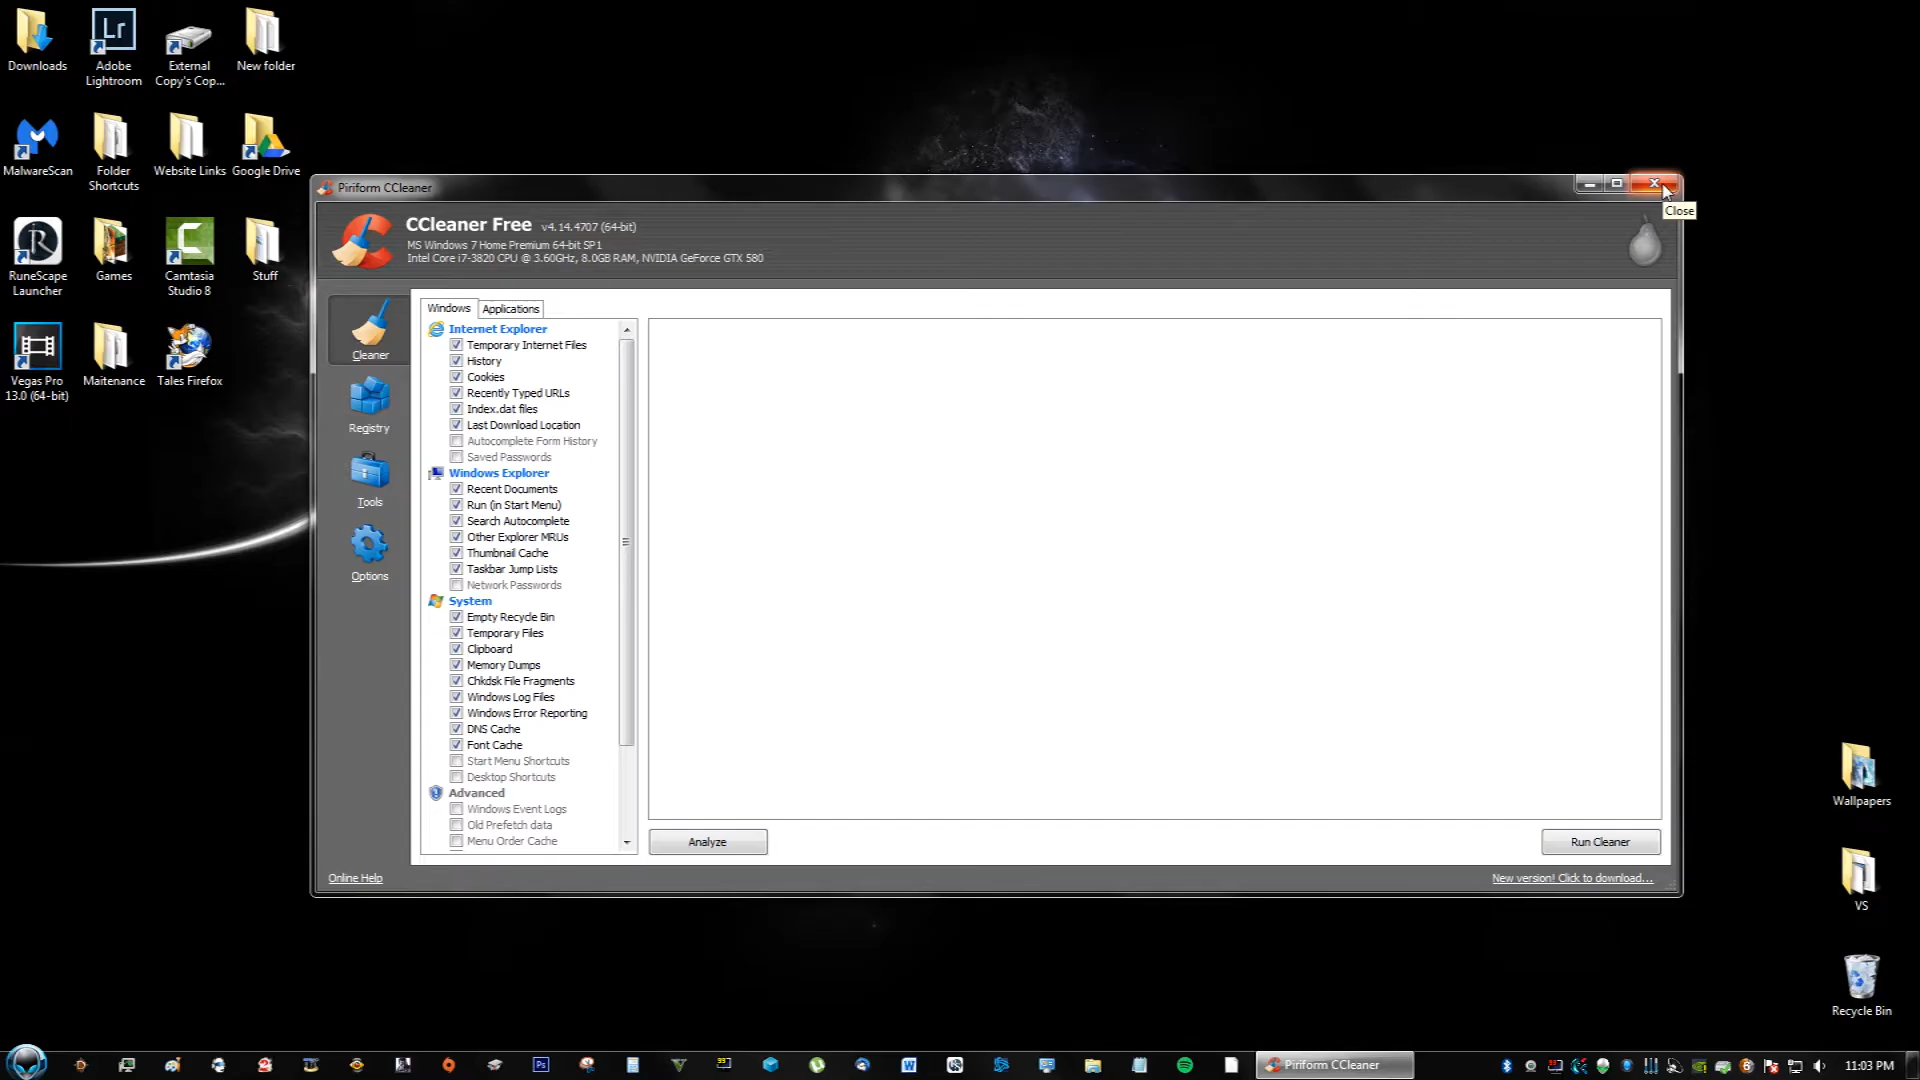 Downloads
Adobe
Lightroom
External
Copy's Cop...
New folder
MalwareScan
Folder
Shortcuts
Website Links
Google Drive
RuneScape
Launcher
Games
Camtasia
Studio 8
Stuff
Vegas Pro
13.0 (64-bit)
Maitenance
Tales Firefox
Piriform CCleaner
Close
CCleaner Free v4.14.4707 (64-bit)
MS Windows 7 Home Premium 64-bit SP1
Intel Core i7-3820 CPU @ 3.60GHz, 8.0GB RAM, NVIDIA GeForce GTX 580
Cleaner
Registry
Tools
Options
Windows
Applications
Internet Explorer
Temporary Internet Files
History
Cookies
Recently Typed URLs
Index.dat files
Last Download Location
Autocomplete Form History
Saved Passwords
Windows Explorer
Recent Documents
Run (in Start Menu)
Search Autocomplete
Other Explorer MRUs
Thumbnail Cache
Taskbar Jump Lists
Network Passwords
System
Empty Recycle Bin
Temporary Files
Clipboard
Memory Dumps
Chkdsk File Fragments
Windows Log Files
Windows Error Reporting
DNS Cache
Font Cache
Start Menu Shortcuts
Desktop Shortcuts
Advanced
Windows Event Logs
Old Prefetch data
Menu Order Cache
Analyze
Run Cleaner
Online Help
New version! Click to download...
Wallpapers
VS
Recycle Bin
Piriform CCleaner
11:03 PM